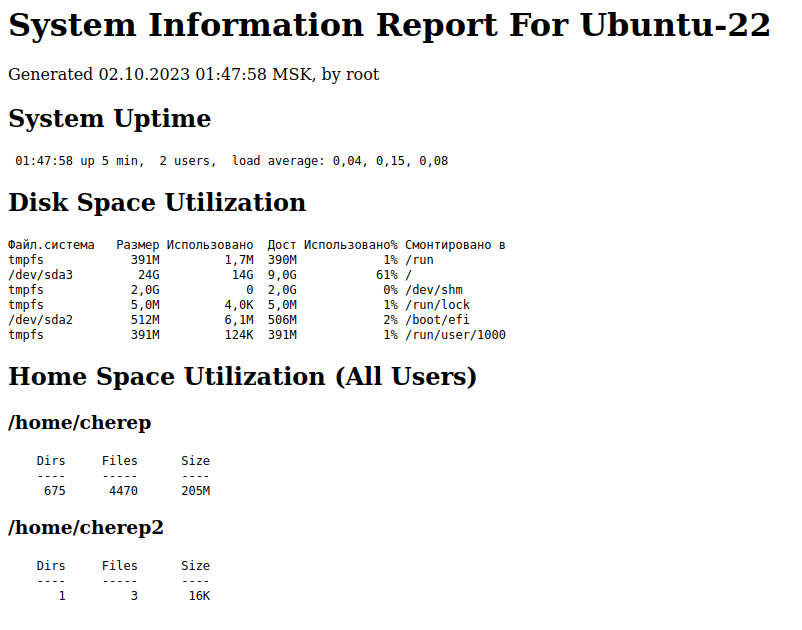 System Information Report For Ubuntu-22
Generated 02.10.2023 01:47:58 MSK, by root
System Uptime
01:47:58 up 5 min,  2 users,  load average: 0,04, 0,15, 0,08
Disk Space Utilization
Файл.система   Размер Использовано  Дост Использовано% Смонтировано в
tmpfs            391M         1,7M  390M            1% /run
/dev/sda3         24G          14G  9,0G           61% /
tmpfs            2,0G            0  2,0G            0% /dev/shm
tmpfs            5,0M         4,0K  5,0M            1% /run/lock
/dev/sda2        512M         6,1M  506M            2% /boot/efi
tmpfs            391M         124K  391M            1% /run/user/1000
Home Space Utilization (All Users)
/home/cherep
    Dirs     Files      Size
    ----     -----      ----
     675      4470      205M
/home/cherep2
    Dirs     Files      Size
    ----     -----      ----
       1         3       16K